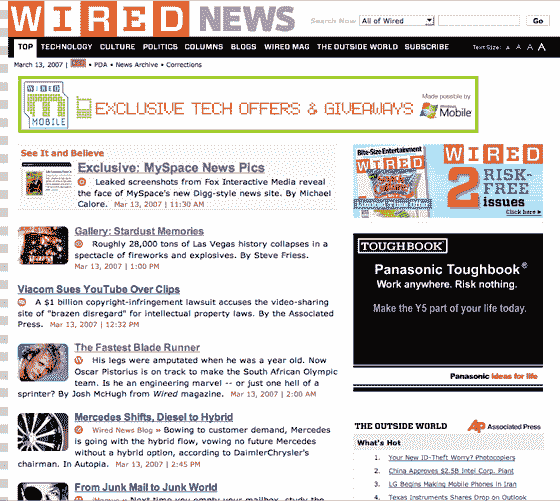 WIRED NEWS
Search Now All of Wired Go
TOP TECHNOLOGY CULTURE POLITICS COLUMNS BLOGS WIRED MAG THE OUTSIDE WORLD SUBSCRIBE Text Size: A A A A
March 13, 2007 | • PDA • News Archive • Corrections
WIRED MOBILE
EXCLUSIVE TECH OFFERS & GIVEAWAYS
Made possible by
Windows Mobile
See It and Believe
Exclusive: MySpace News Pics
Leaked screenshots from Fox Interactive Media reveal
the face of MySpace's new Digg-style news site. By Michael
Calore. Mar 13, 2007 | 11:30 AM
Gallery: Stardust Memories
Roughly 28,000 tons of Las Vegas history collapses in a
spectacle of fireworks and explosives. By Steve Friess.
Mar 13, 2007 | 1:00 PM
Viacom Sues YouTube Over Clips
A $1 billion copyright-infringement lawsuit accuses the video-sharing
site of "brazen disregard" for intellectual property laws. By the Associated
Press. Mar 13, 2007 | 12:32 PM
The Fastest Blade Runner
His legs were amputated when he was a year old. Now
Oscar Pistorius is on track to make the South African Olympic
team. Is he an engineering marvel -- or just one hell of a
sprinter? By Josh McHugh from Wired magazine. Mar 13, 2007 | 2:00 AM
Mercedes Shifts, Diesel to Hybrid
Wired News Blog » Bowing to customer demand, Mercedes
is going with the hybrid flow, vowing no future Mercedes
without a hybrid option, according to DaimlerChrysler's
chairman. In Autopia. Mar 13, 2007 | 2:45 PM
From Junk Mail to Junk World
Next time you empty your mailbox, study the
Bite-Size Entertainment
WIRED
Limited Time Offer
WIRED
2 RISK-FREE
issues
Click here ▸
TOUGHBOOK
Panasonic Toughbook®
Work anywhere. Risk nothing.
Make the Y5 part of your life today.
Panasonic ideas for life
THE OUTSIDE WORLD AP Associated Press
What's Hot
1. Your New ID-Theft Worry? Photocopiers
2. China Approves $2.5B Intel Corp. Plant
3. LG Begins Making Mobile Phones in Iran
4. Texas Instruments Shares Drop on Outlook